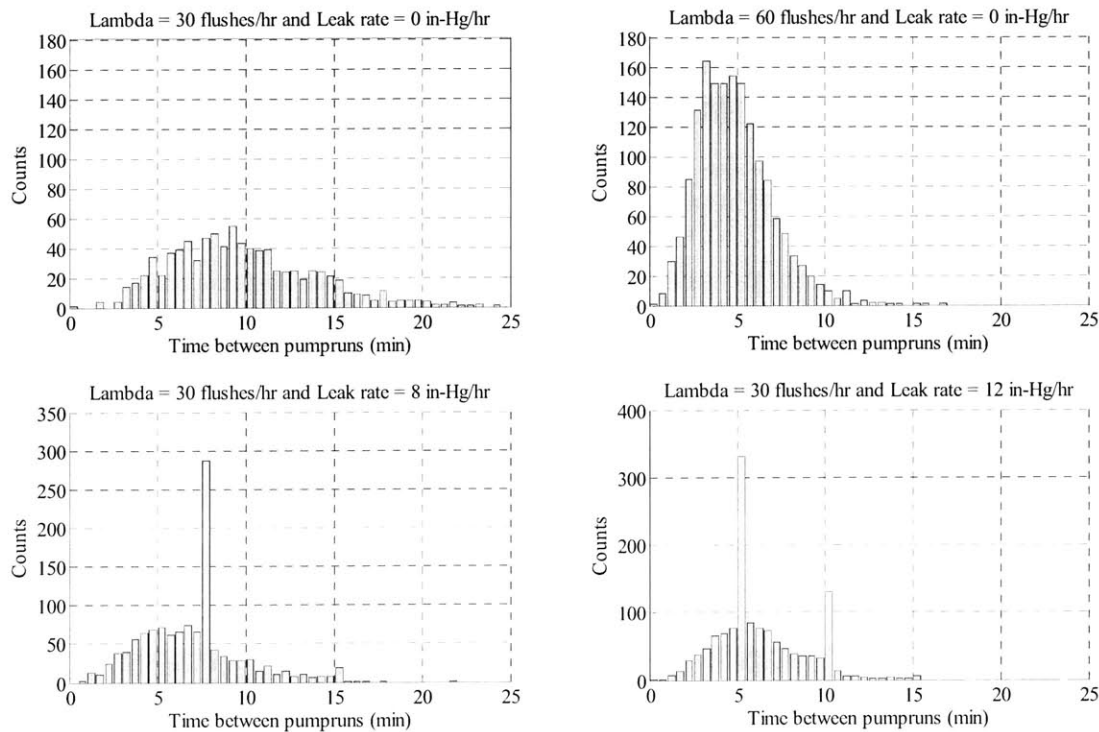 Lambda = 30 flushes/hr and Leak rate = 0 in-Hg/hr
180
160
140
120
100
80
60
40
20
0
Counts
0 5 10 15 20 25
Time between pumpruns (min)
Lambda = 60 flushes/hr and Leak rate = 0 in-Hg/hr
180
160
140
120
100
80
60
40
20
0
Counts
0 5 10 15 20 25
Time between pumpruns (min)
Lambda = 30 flushes/hr and Leak rate = 8 in-Hg/hr
350
300
250
200
150
100
50
0
Counts
0 5 10 15 20 25
Time between pumpruns (min)
Lambda = 30 flushes/hr and Leak rate = 12 in-Hg/hr
400
300
200
100
0
Counts
0 5 10 15 20 25
Time between pumpruns (min)